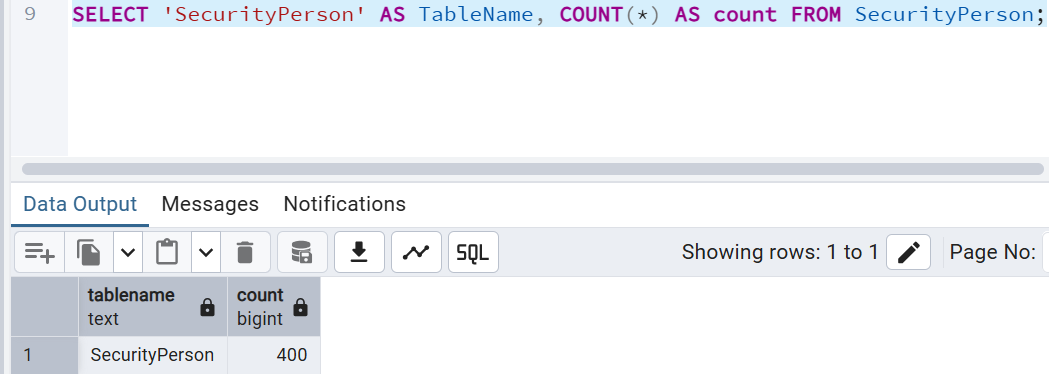 9 SELECT 'SecurityPerson' AS TableName, COUNT(*) AS count FROM SecurityPerson;
Data Output Messages Notifications
SQL Showing rows: 1 to 1 Page No:
tablename count
text bigint
1 SecurityPerson 400